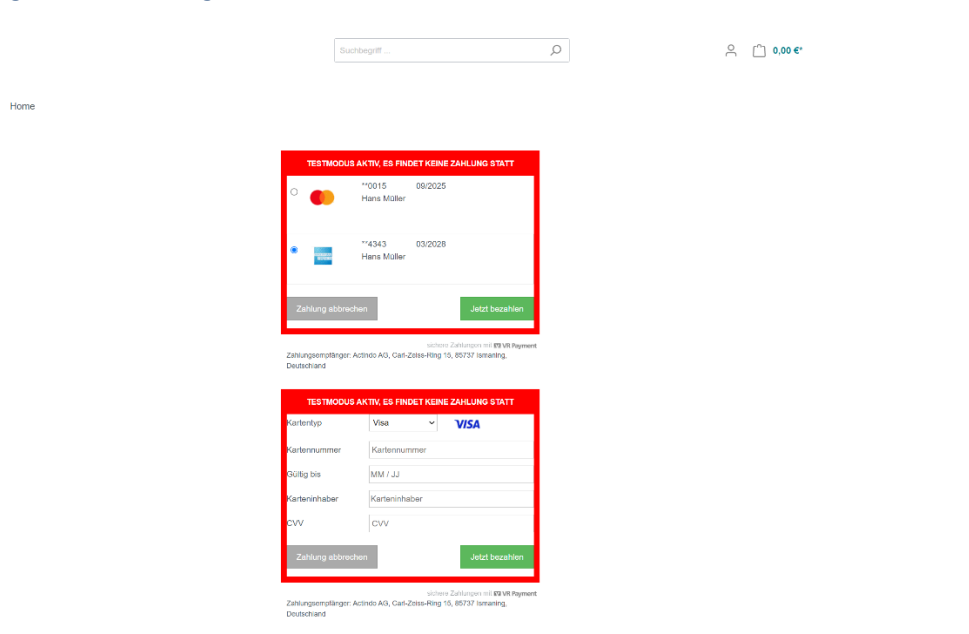 Suchbegriff ...
0,00 €*
Home
TESTMODUS AKTIV, ES FINDET KEINE ZAHLUNG STATT
**0015 09/2025
Hans Müller
**4343 03/2028
Hans Müller
Zahlung abbrechen Jetzt bezahlen
sichere Zahlungen mit VR Payment
Zahlungsempfänger: Actindo AG, Carl-Zeiss-Ring 15, 85737 Ismaning,
Deutschland
TESTMODUS AKTIV, ES FINDET KEINE ZAHLUNG STATT
Kartentyp Visa VISA
Kartennummer Kartennummer
Gültig bis MM / JJ
Karteninhaber Karteninhaber
CVV CVV
Zahlung abbrechen Jetzt bezahlen
sichere Zahlungen mit VR Payment
Zahlungsempfänger: Actindo AG, Carl-Zeiss-Ring 15, 85737 Ismaning,
Deutschland